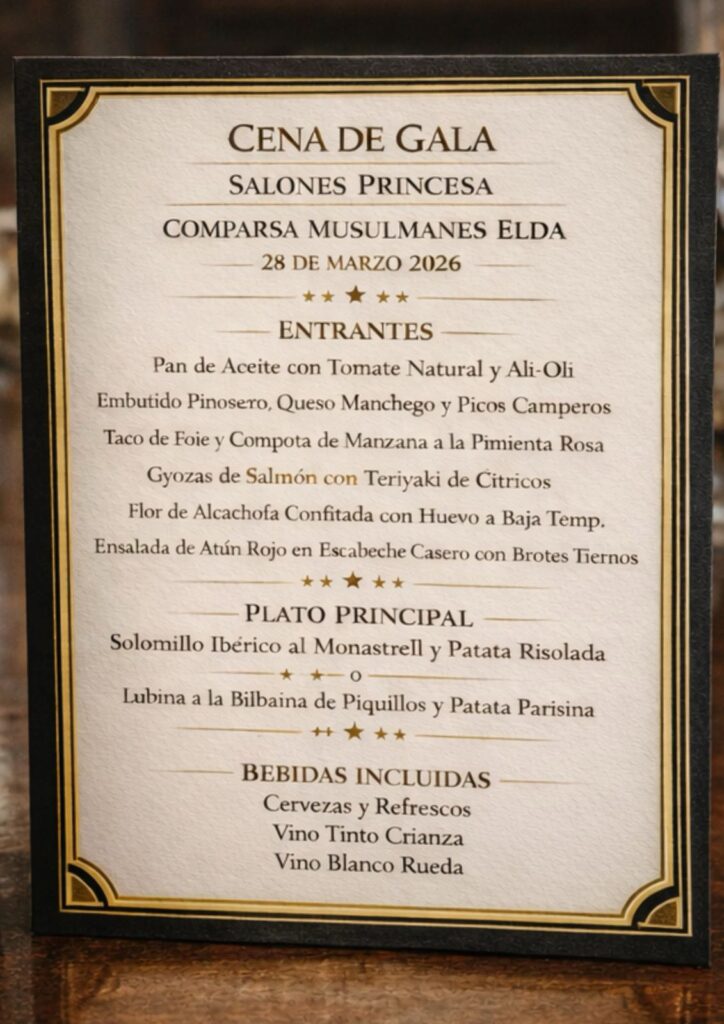 CENA DE GALA
SALONES PRINCESA
COMPARSA MUSULMANES ELDA
28 DE MARZO 2026
ENTRANTES
Pan de Aceite con Tomate Natural y Ali-Oli
Embutido Pinosero, Queso Manchego y Picos Camperos
Taco de Foie y Compota de Manzana a la Pimienta Rosa
Gyozas de Salmón con Teriyaki de Citricos
Flor de Alcachofa Confitada con Huevo a Baja Temp.
Ensalada de Atún Rojo en Escabeche Casero con Brotes Tiernos
PLATO PRINCIPAL
Solomillo Ibérico al Monastrell y Patata Risolada
o
Lubina a la Bilbaina de Piquillos y Patata Parisina
BEBIDAS INCLUIDAS
Cervezas y Refrescos
Vino Tinto Crianza
Vino Blanco Rueda